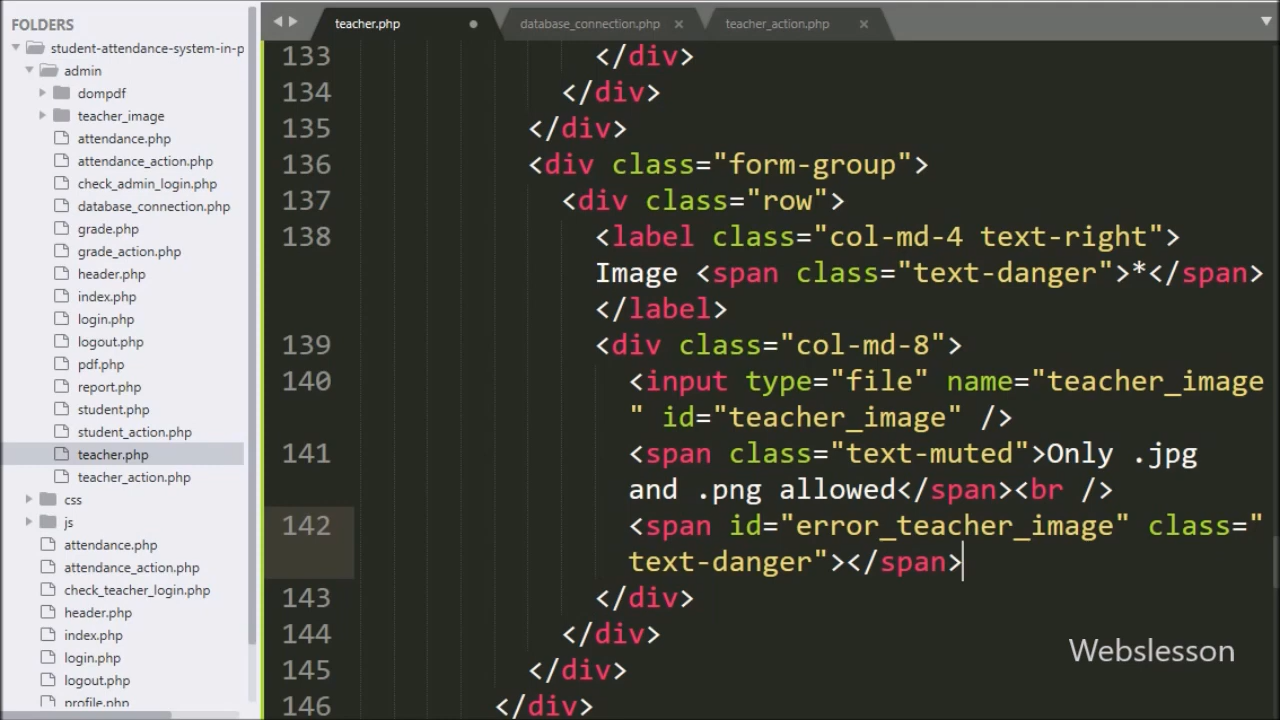 FOLDERS
student-attendance-system-in-p
admin
dompdf
teacher_image
attendance.php
attendance_action.php
check_admin_login.php
database_connection.php
grade.php
grade_action.php
header.php
index.php
login.php
logout.php
pdf.php
report.php
student.php
student_action.php
teacher.php
teacher_action.php
css
js
attendance.php
attendance_action.php
check_teacher_login.php
header.php
index.php
login.php
logout.php
profile.php
teacher.php
database_connection.php
teacher_action.php
133 </div>
134 </div>
135 </div>
136 <div class="form-group">
137 <div class="row">
138 <label class="col-md-4 text-right">
Image <span class="text-danger">*</span>
</label>
139 <div class="col-md-8">
140 <input type="file" name="teacher_image
" id="teacher_image" />
141 <span class="text-muted">Only .jpg
and .png allowed</span><br />
142 <span id="error_teacher_image" class="
text-danger"></span>
143 </div>
144 </div>
145 </div>
146 </div>
Webslesson